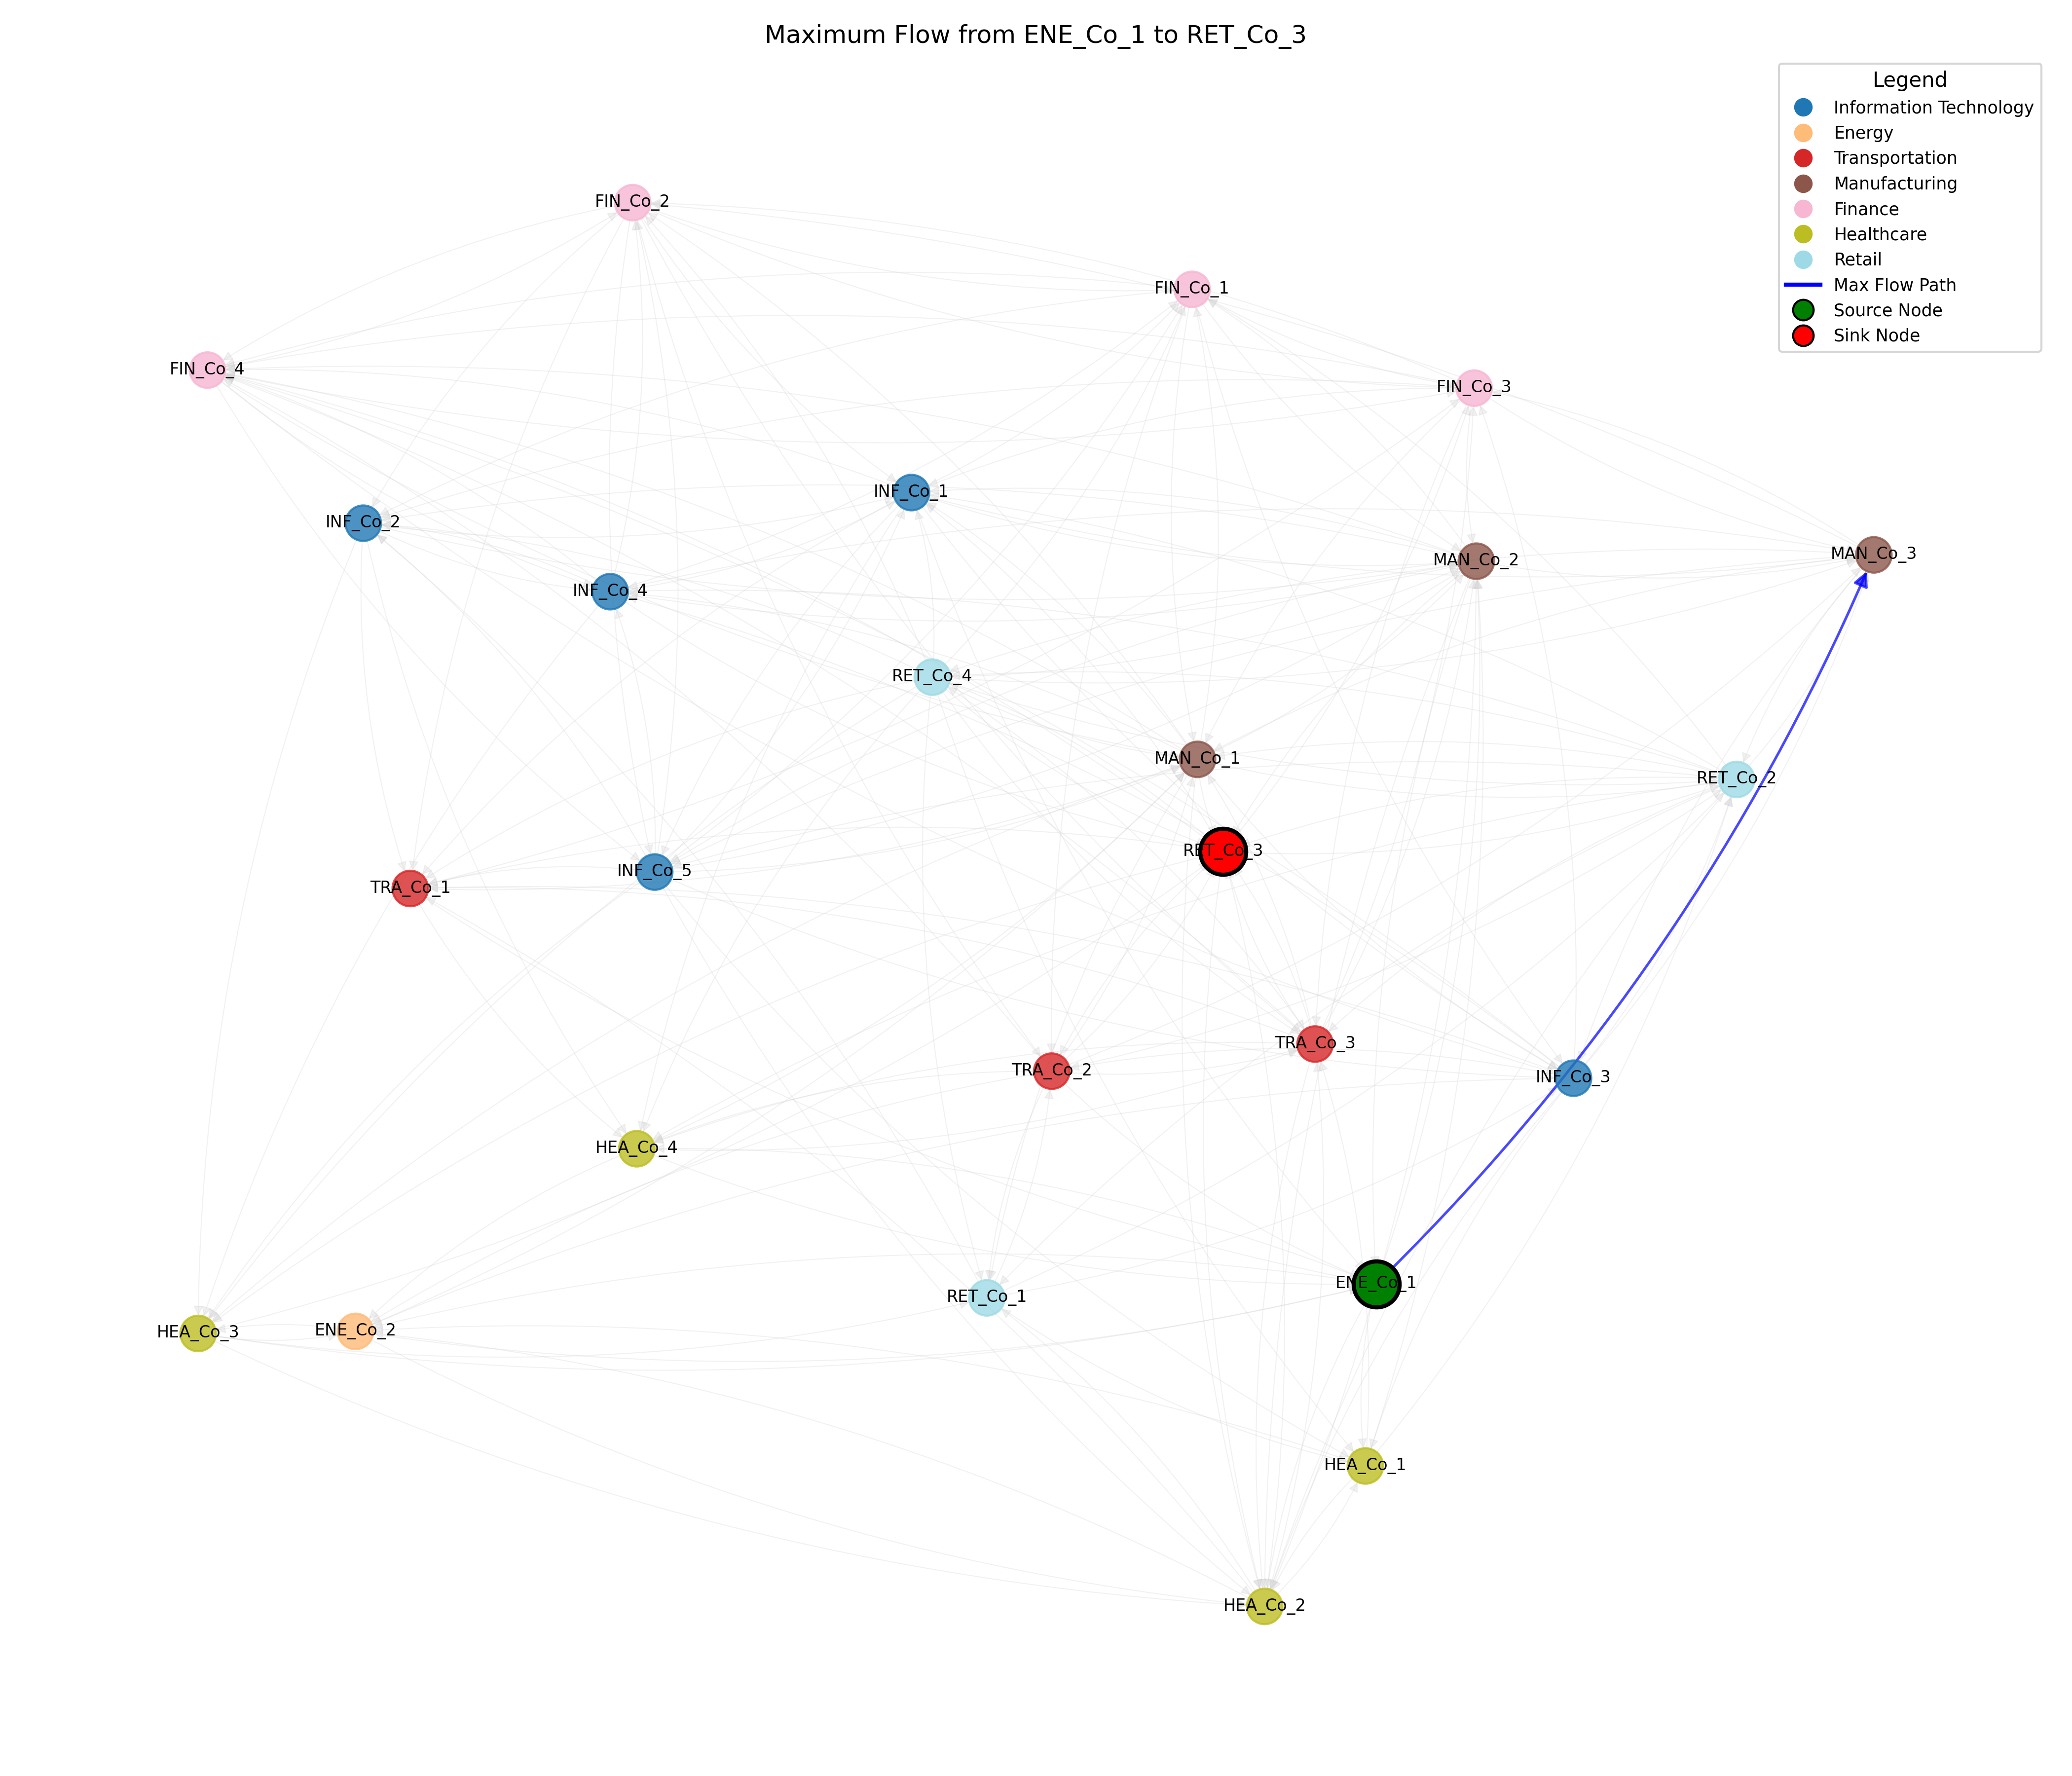 Maximum Flow from ENE_Co_1 to RET_Co_3
Legend
Information Technology
Energy
Transportation
Manufacturing
Finance
Healthcare
Retail
Max Flow Path
Source Node
Sink Node
FIN_Co_2
FIN_Co_1
FIN_Co_4
FIN_Co_3
INF_Co_1
INF_Co_2
MAN_Co_3
MAN_Co_2
INF_Co_4
RET_Co_4
MAN_Co_1
RET_Co_2
RET_Co_3
INF_Co_5
TRA_Co_1
TRA_Co_3
TRA_Co_2
INF_Co_3
HEA_Co_4
ENE_Co_1
RET_Co_1
ENE_Co_2
HEA_Co_3
HEA_Co_1
HEA_Co_2